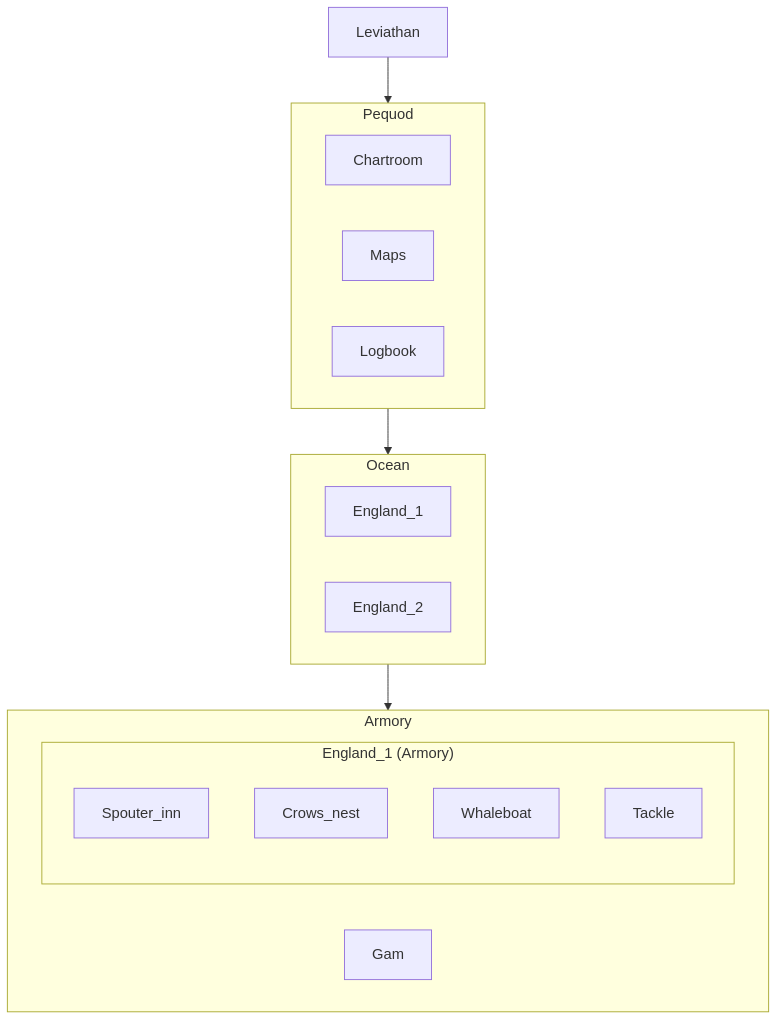 Leviathan
Pequod
Chartroom
Maps
Logbook
Ocean
England_1
England_2
Armory
England_1 (Armory)
Spouter_inn
Crows_nest
Whaleboat
Tackle
Gam